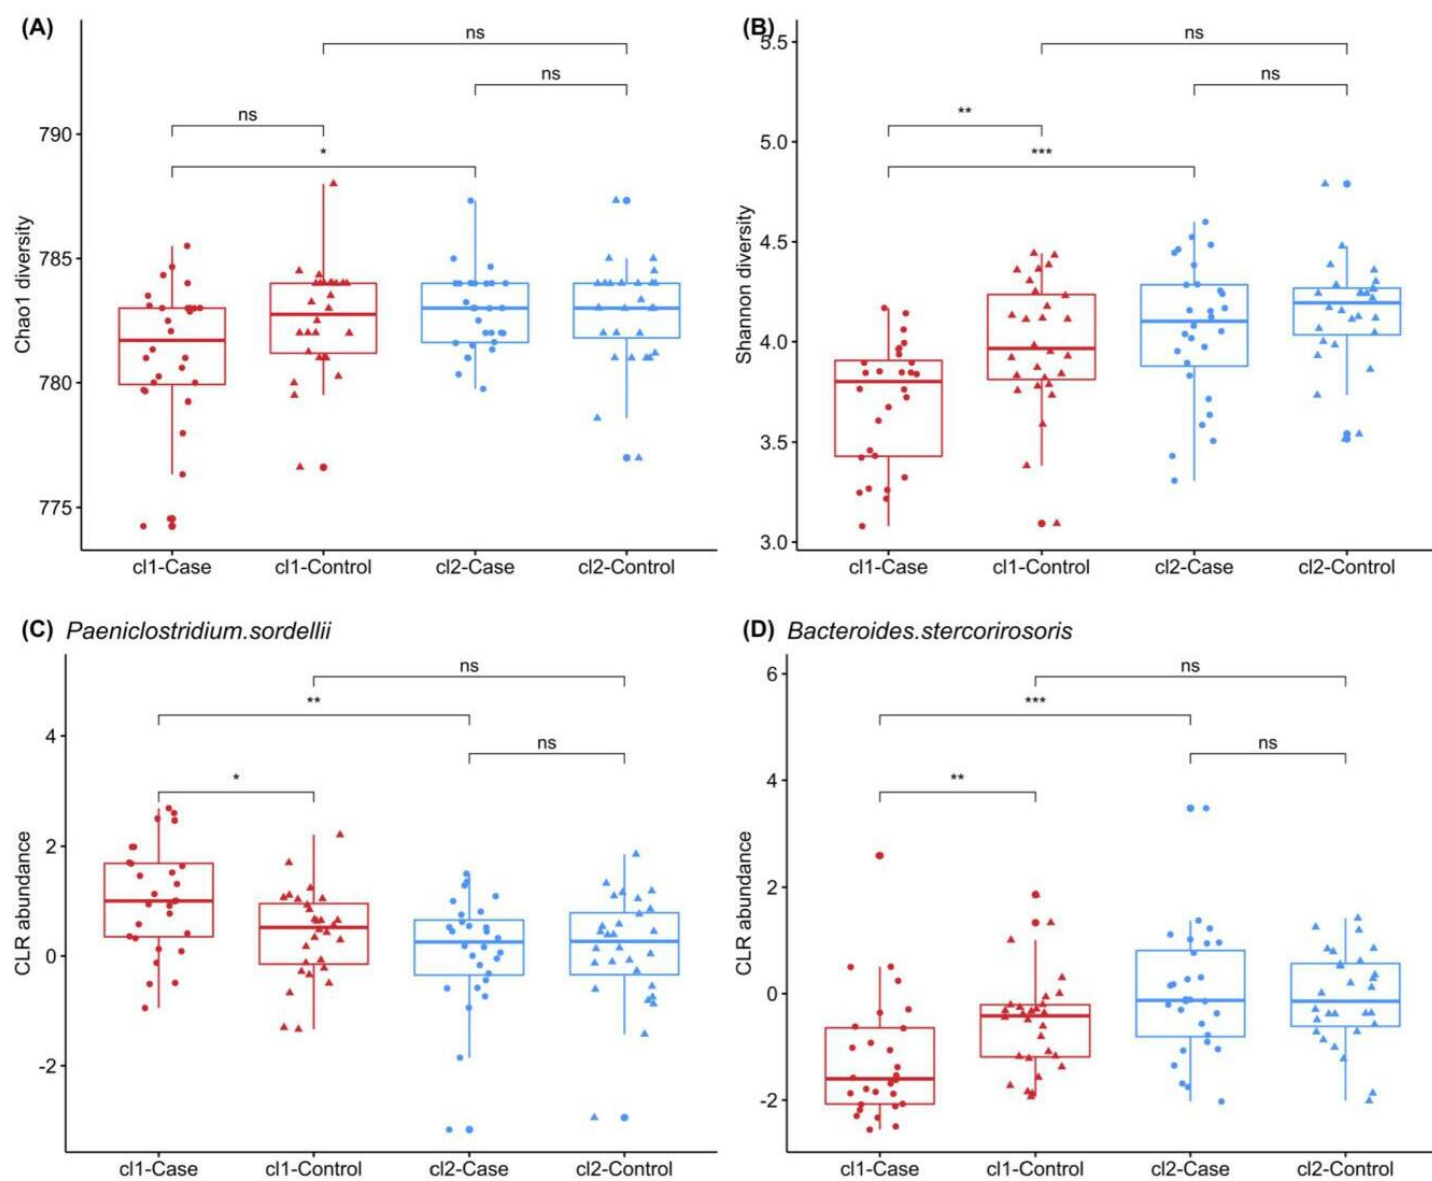 (A)
ns
ns
ns
*
790
785
780
775
Chao1 diversity
cl1-Case cl1-Control cl2-Case cl2-Control
(B)
ns
ns
**
***
5.5
5.0
4.5
4.0
3.5
3.0
Shannon diversity
cl1-Case cl1-Control cl2-Case cl2-Control
(C) Paeniclostridium.sordellii
ns
**
ns
*
4
2
0
-2
CLR abundance
cl1-Case cl1-Control cl2-Case cl2-Control
(D) Bacteroides.stercorirosoris
ns
***
ns
**
6
4
2
0
-2
CLR abundance
cl1-Case cl1-Control cl2-Case cl2-Control